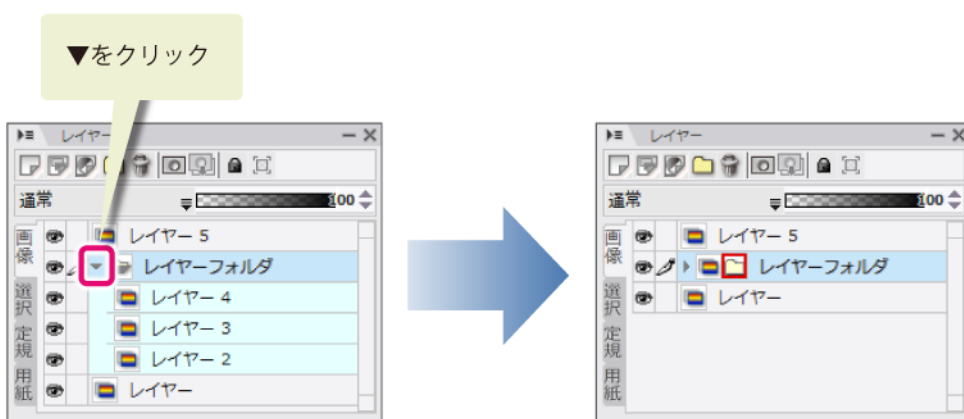 ▼をクリック
レイヤー
通常
100
画像
選択
定規
用紙
レイヤー 5
レイヤーフォルダ
レイヤー 4
レイヤー 3
レイヤー 2
レイヤー
レイヤー
通常
100
画像
選択
定規
用紙
レイヤー 5
レイヤーフォルダ
レイヤー